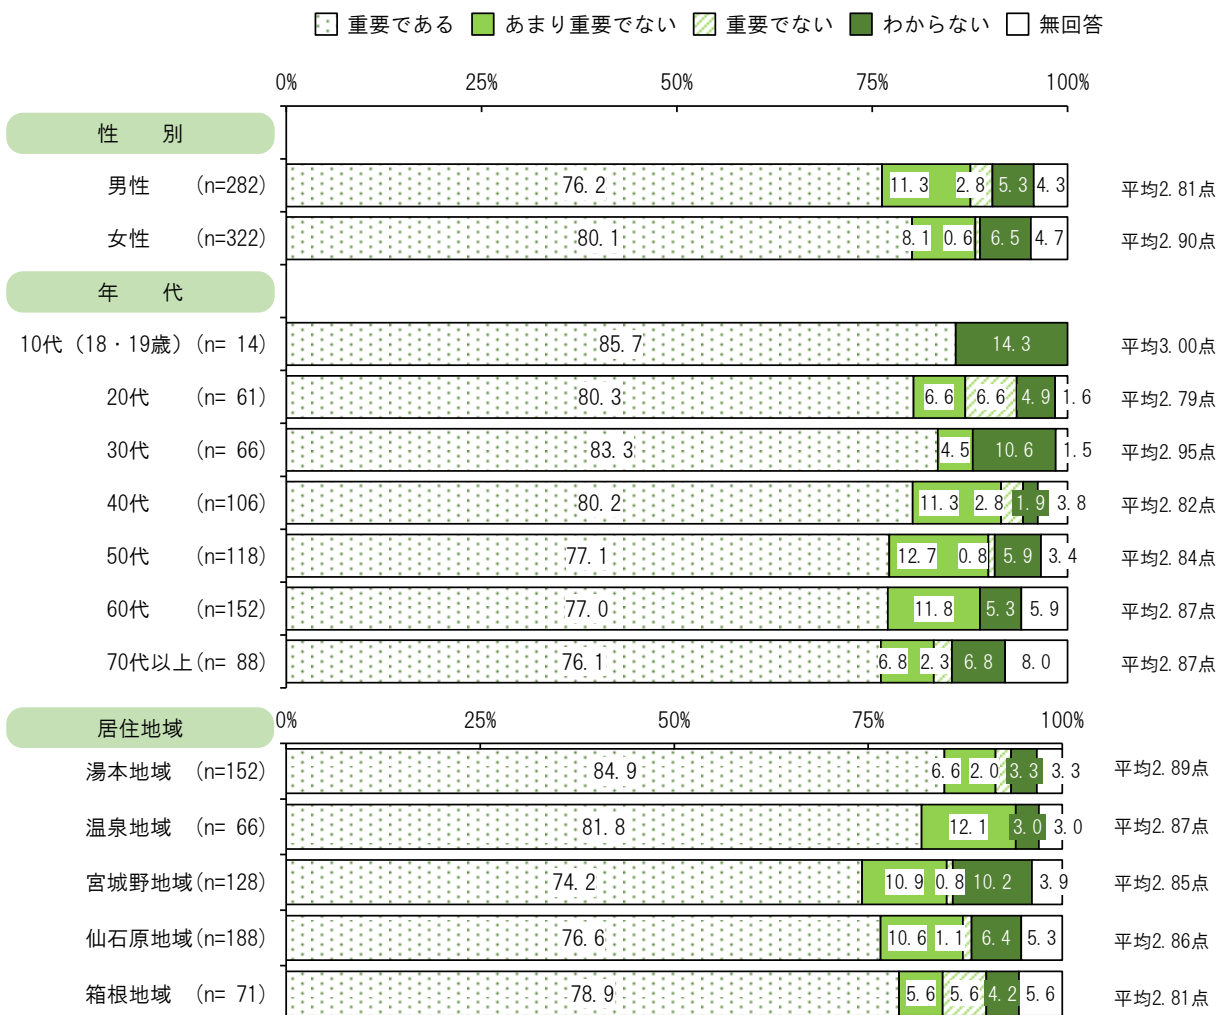 重要である あまり重要でない 重要でない わからない 無回答
0% 25% 50% 75% 100%
性　　別
男性 (n=282) 76.2 11.3 2.8 5.3 4.3 平均2.81点
女性 (n=322) 80.1 8.1 0.6 6.5 4.7 平均2.90点
年　　代
10代（18・19歳）(n= 14) 85.7 14.3 平均3.00点
20代 (n= 61) 80.3 6.6 6.6 4.9 1.6 平均2.79点
30代 (n= 66) 83.3 4.5 10.6 1.5 平均2.95点
40代 (n=106) 80.2 11.3 2.8 1.9 3.8 平均2.82点
50代 (n=118) 77.1 12.7 0.8 5.9 3.4 平均2.84点
60代 (n=152) 77.0 11.8 5.3 5.9 平均2.87点
70代以上(n= 88) 76.1 6.8 2.3 6.8 8.0 平均2.87点
居住地域 0% 25% 50% 75% 100%
湯本地域 (n=152) 84.9 6.6 2.0 3.3 3.3 平均2.89点
温泉地域 (n= 66) 81.8 12.1 3.0 3.0 平均2.87点
宮城野地域(n=128) 74.2 10.9 0.8 10.2 3.9 平均2.85点
仙石原地域(n=188) 76.6 10.6 1.1 6.4 5.3 平均2.86点
箱根地域 (n= 71) 78.9 5.6 5.6 4.2 5.6 平均2.81点